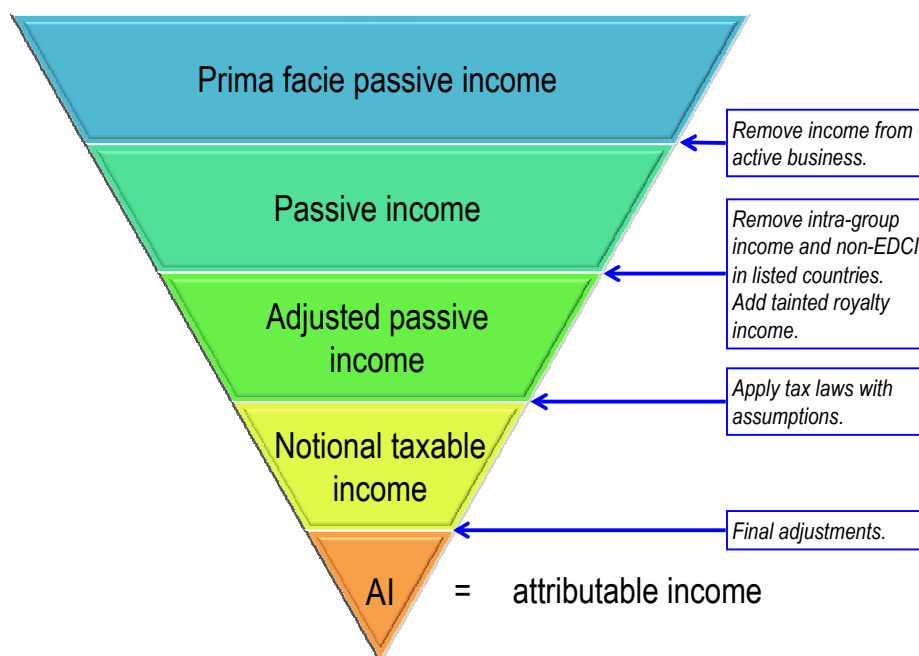 Prima facie passive income
Remove income from
active business.
Passive income
Remove intra-group
income and non-EDCI
in listed countries.
Add tainted royalty
income.
Adjusted passive
income
Apply tax laws with
assumptions.
Notional taxable
income
Final adjustments.
AI = attributable income